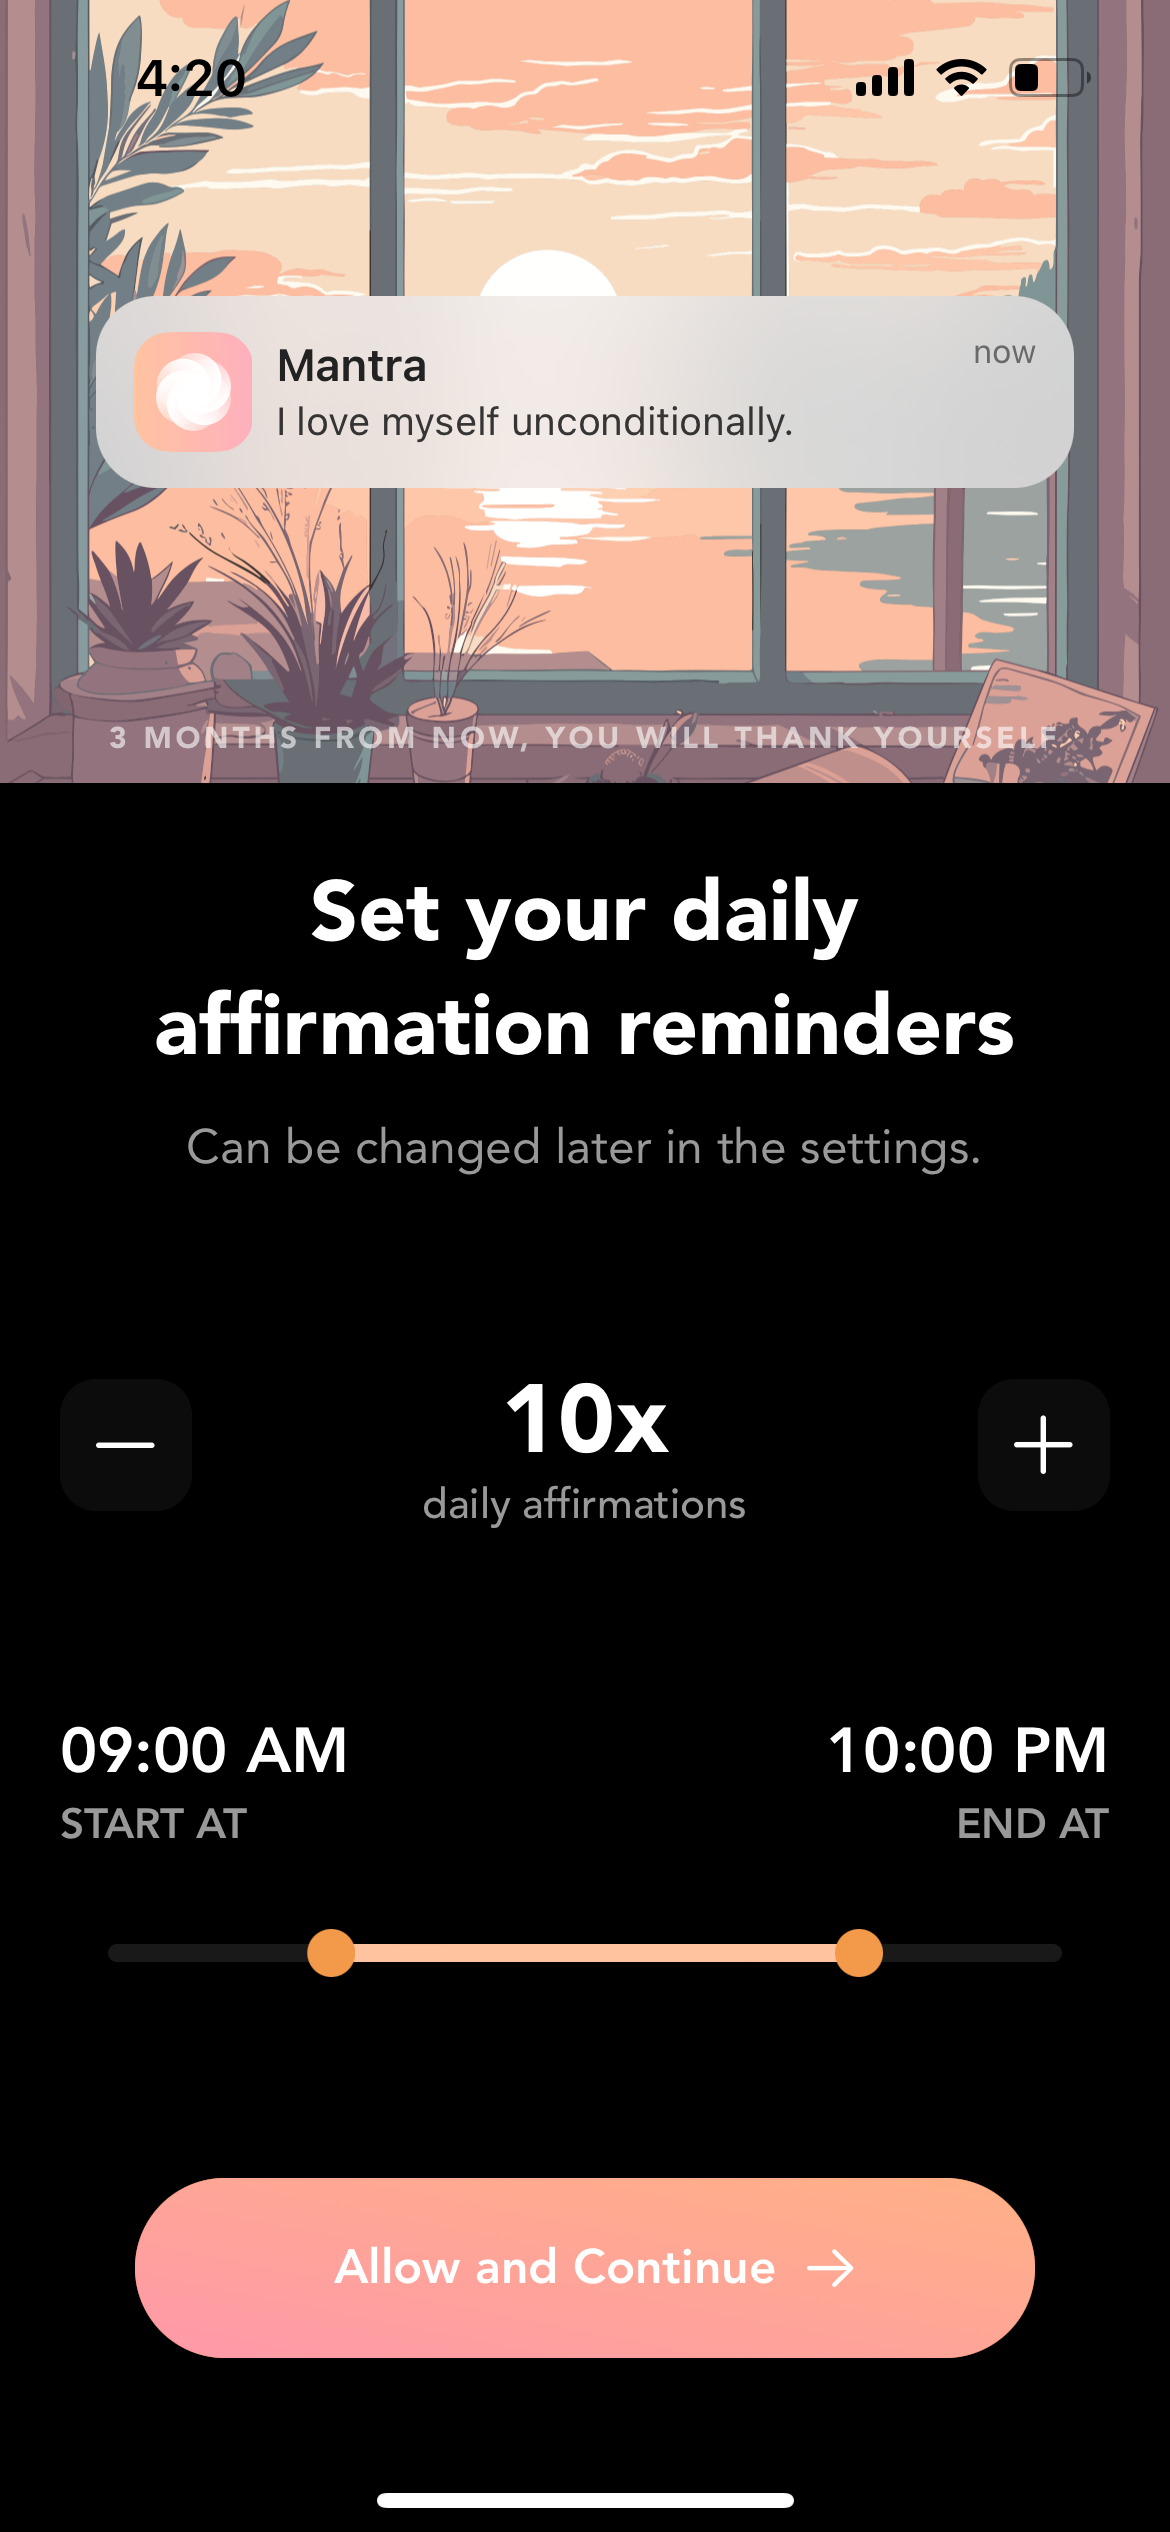 4:20
Mantra
now
I love myself unconditionally.
3 MONTHS FROM NOW, YOU WILL THANK YOURSELF
Set your daily
affirmation reminders
Can be changed later in the settings.
10x
daily affirmations
09:00 AM
10:00 PM
START AT
END AT
Allow and Continue →